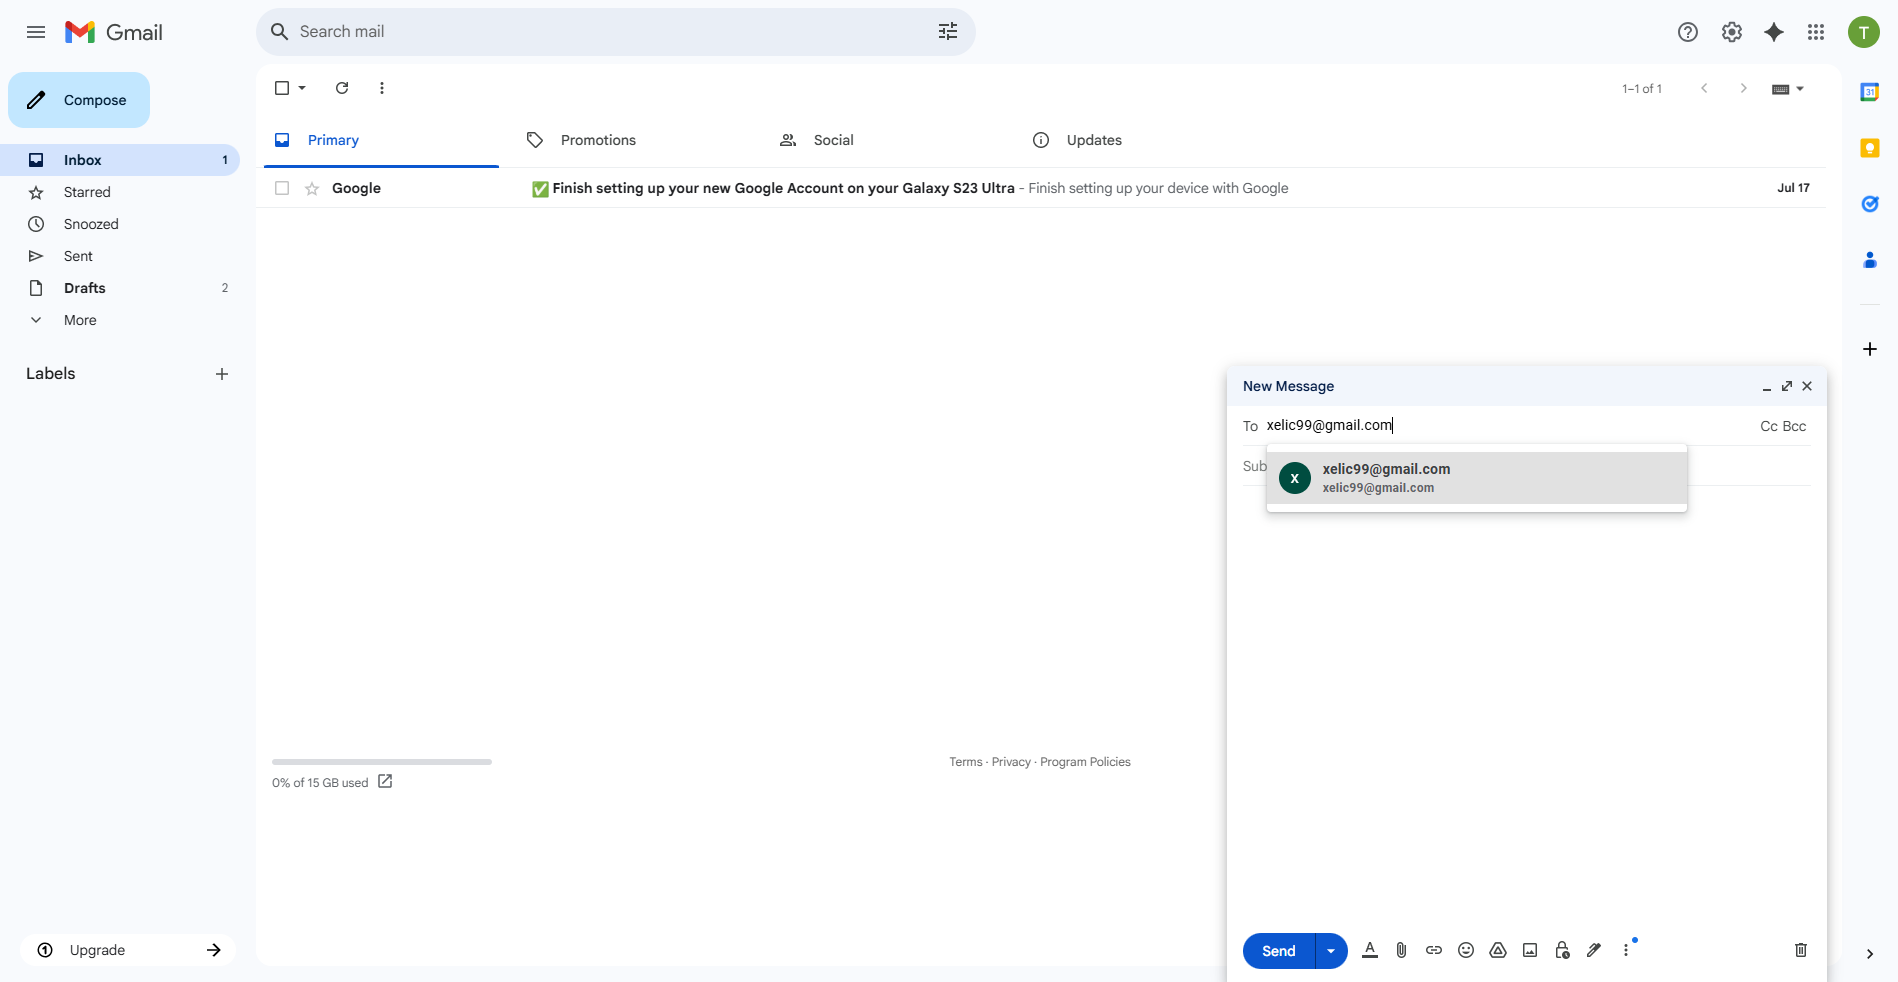 Gmail
Search mail
T
Compose
1–1 of 1
31
Primary
Promotions
Social
Updates
Inbox 1
Starred
Snoozed
Sent
Drafts 2
More
Labels
Google ✅ Finish setting up your new Google Account on your Galaxy S23 Ultra - Finish setting up your device with Google Jul 17
New Message
To xelic99@gmail.com Cc Bcc
Sub
x
xelic99@gmail.com
xelic99@gmail.com
0% of 15 GB used
Terms · Privacy · Program Policies
1 Upgrade
Send